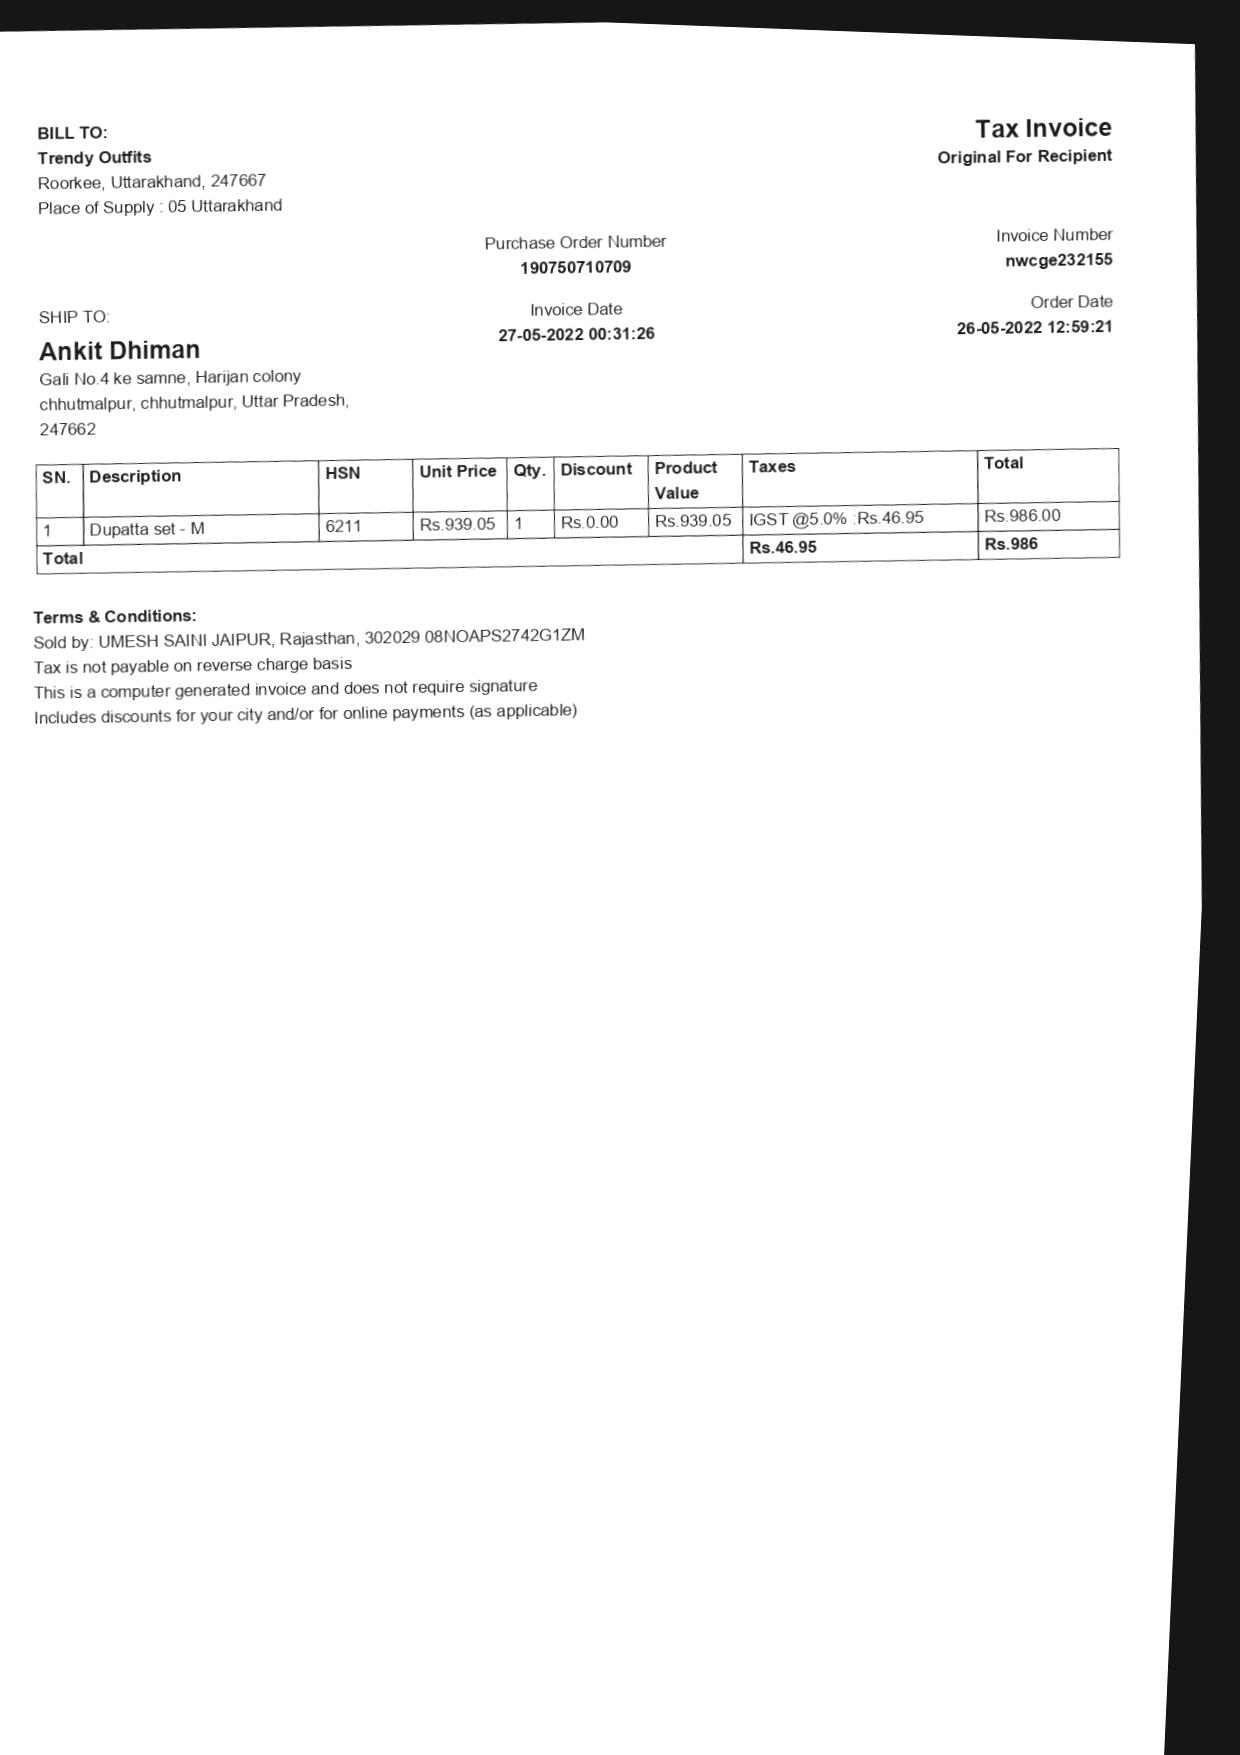 BILL TO:
Trendy Outfits
Roorkee, Uttarakhand, 247667
Place of Supply : 05 Uttarakhand
Tax Invoice
Original For Recipient
Purchase Order Number
190750710709
Invoice Number
nwcge232155
SHIP TO:
Ankit Dhiman
Gali No.4 ke samne, Harijan colony
chhutmalpur, chhutmalpur, Uttar Pradesh,
247662
Invoice Date
27-05-2022 00:31:26
Order Date
26-05-2022 12:59:21
SN. Description HSN Unit Price Qty. Discount Product Value Taxes Total
1 Dupatta set - M 6211 Rs.939.05 1 Rs.0.00 Rs.939.05 IGST @5.0% :Rs.46.95 Rs.986.00
Total Rs.46.95 Rs.986
Terms & Conditions:
Sold by: UMESH SAINI JAIPUR, Rajasthan, 302029 08NOAPS2742G1ZM
Tax is not payable on reverse charge basis
This is a computer generated invoice and does not require signature
Includes discounts for your city and/or for online payments (as applicable)